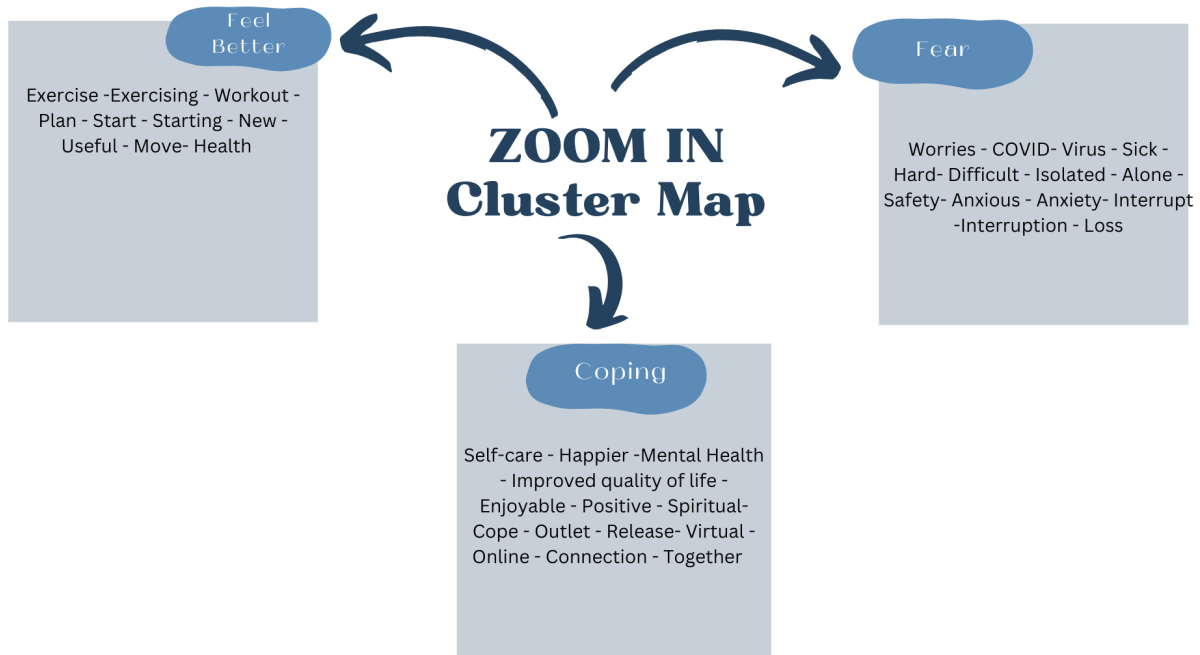 Feel
Better
Exercise -Exercising - Workout -
Plan - Start - Starting - New -
Useful - Move- Health
ZOOM IN
Cluster Map
Fear
Worries - COVID- Virus - Sick -
Hard- Difficult - Isolated - Alone -
Safety- Anxious - Anxiety- Interrupt
-Interruption - Loss
Coping
Self-care - Happier -Mental Health
- Improved quality of life -
Enjoyable - Positive - Spiritual-
Cope - Outlet - Release- Virtual -
Online - Connection - Together